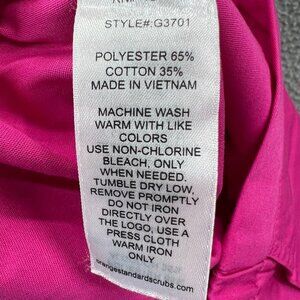 STYLE#:G3701
POLYESTER 65%
COTTON 35%
MADE IN VIETNAM
MACHINE WASH
WARM WITH LIKE
COLORS
USE NON-CHLORINE
BLEACH, ONLY
WHEN NEEDED,
TUMBLE DRY LOW,
REMOVE PROMPTLY
DO NOT IRON
DIRECTLY OVER
THE LOGO, USE A
PRESS CLOTH
WARM IRON
ONLY
orangestandardscrubs.com